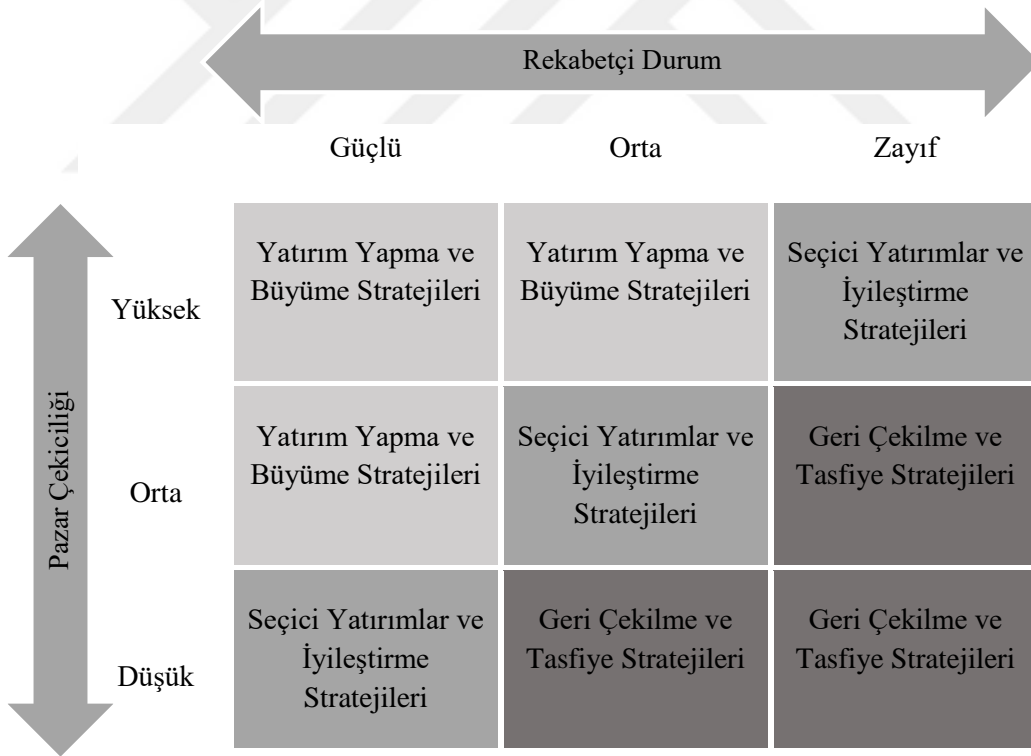 Rekabetçi Durum
Güçlü
Orta
Zayıf
Pazar Çekiciliği
Yüksek
Yatırım Yapma ve
Büyüme Stratejileri
Yatırım Yapma ve
Büyüme Stratejileri
Seçici Yatırımlar ve
İyileştirme
Stratejileri
Orta
Yatırım Yapma ve
Büyüme Stratejileri
Seçici Yatırımlar ve
İyileştirme
Stratejileri
Geri Çekilme ve
Tasfiye Stratejileri
Düşük
Seçici Yatırımlar ve
İyileştirme
Stratejileri
Geri Çekilme ve
Tasfiye Stratejileri
Geri Çekilme ve
Tasfiye Stratejileri